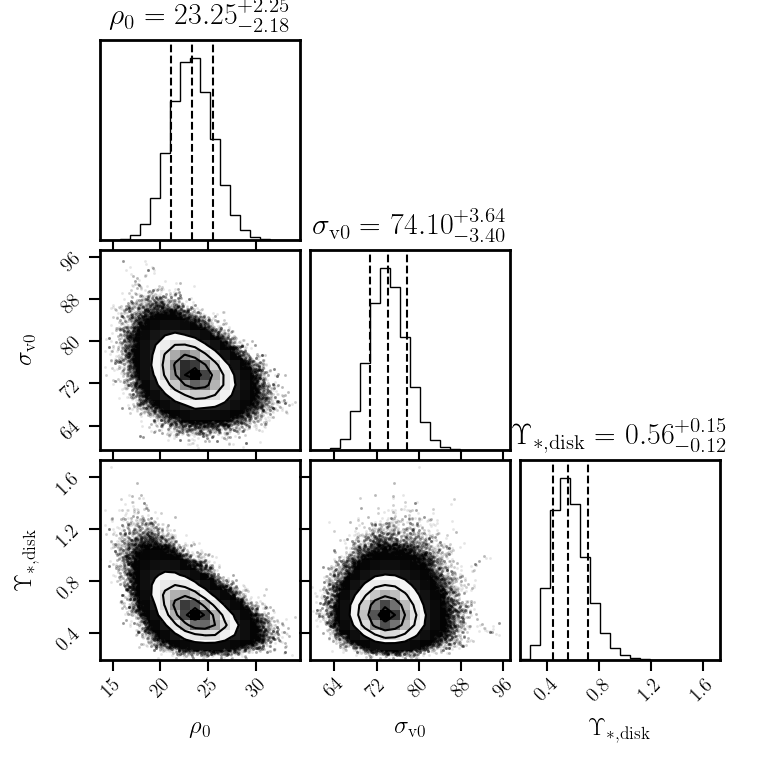 ρ₀ = 23.25⁺²·²⁵₋₂.₁₈
σᵥ₀ = 74.10⁺³·⁶⁴₋₃.₄₀
96
88
80
72
64
σᵥ₀
ϒ*,disk = 0.56⁺⁰·¹⁵₋₀.₁₂
1.6
1.2
0.8
0.4
ϒ*,disk
15 20 25 30
64 72 80 88 96
0.4 0.8 1.2 1.6
ρ₀ σᵥ₀ ϒ*,disk